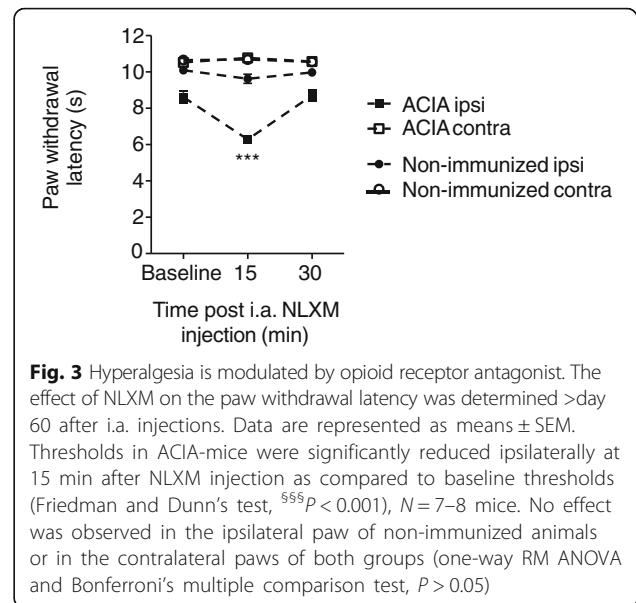 12
10
8
6
4
2
0
Paw withdrawal
latency (s)
***
Baseline 15 30
Time post i.a. NLXM
injection (min)
ACIA ipsi
ACIA contra
Non-immunized ipsi
Non-immunized contra
Fig. 3 Hyperalgesia is modulated by opioid receptor antagonist. The
effect of NLXM on the paw withdrawal latency was determined >day
60 after i.a. injections. Data are represented as means ± SEM.
Thresholds in ACIA-mice were significantly reduced ipsilaterally at
15 min after NLXM injection as compared to baseline thresholds
(Friedman and Dunn's test, §§§P < 0.001), N = 7–8 mice. No effect
was observed in the ipsilateral paw of non-immunized animals
or in the contralateral paws of both groups (one-way RM ANOVA
and Bonferroni's multiple comparison test, P > 0.05)